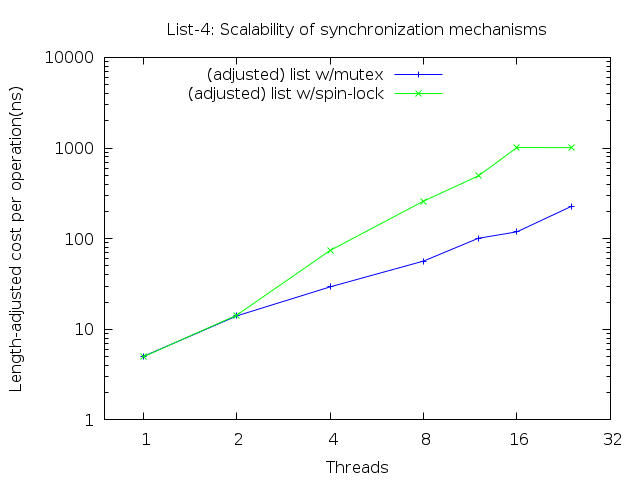 List-4: Scalability of synchronization mechanisms
10000
1000
100
10
1
Length-adjusted cost per operation(ns)
(adjusted) list w/mutex
(adjusted) list w/spin-lock
1 2 4 8 16 32
Threads